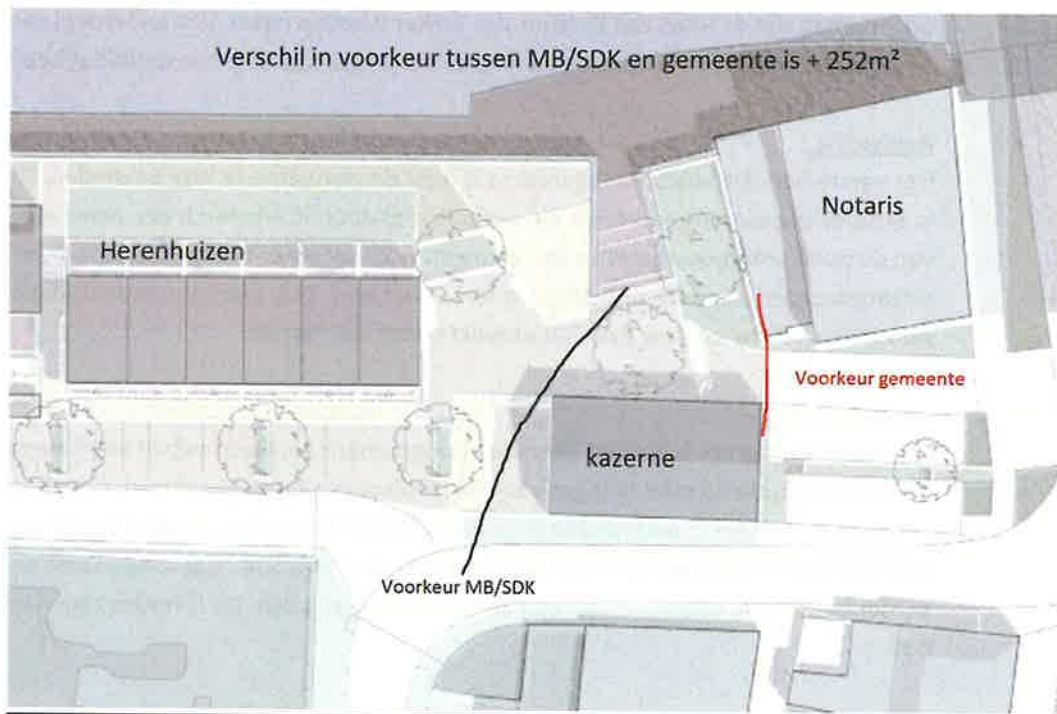 Verschil in voorkeur tussen MB/SDK en gemeente is + 252m²
Notaris
Herenhuizen
Voorkeur gemeente
kazerne
Voorkeur MB/SDK